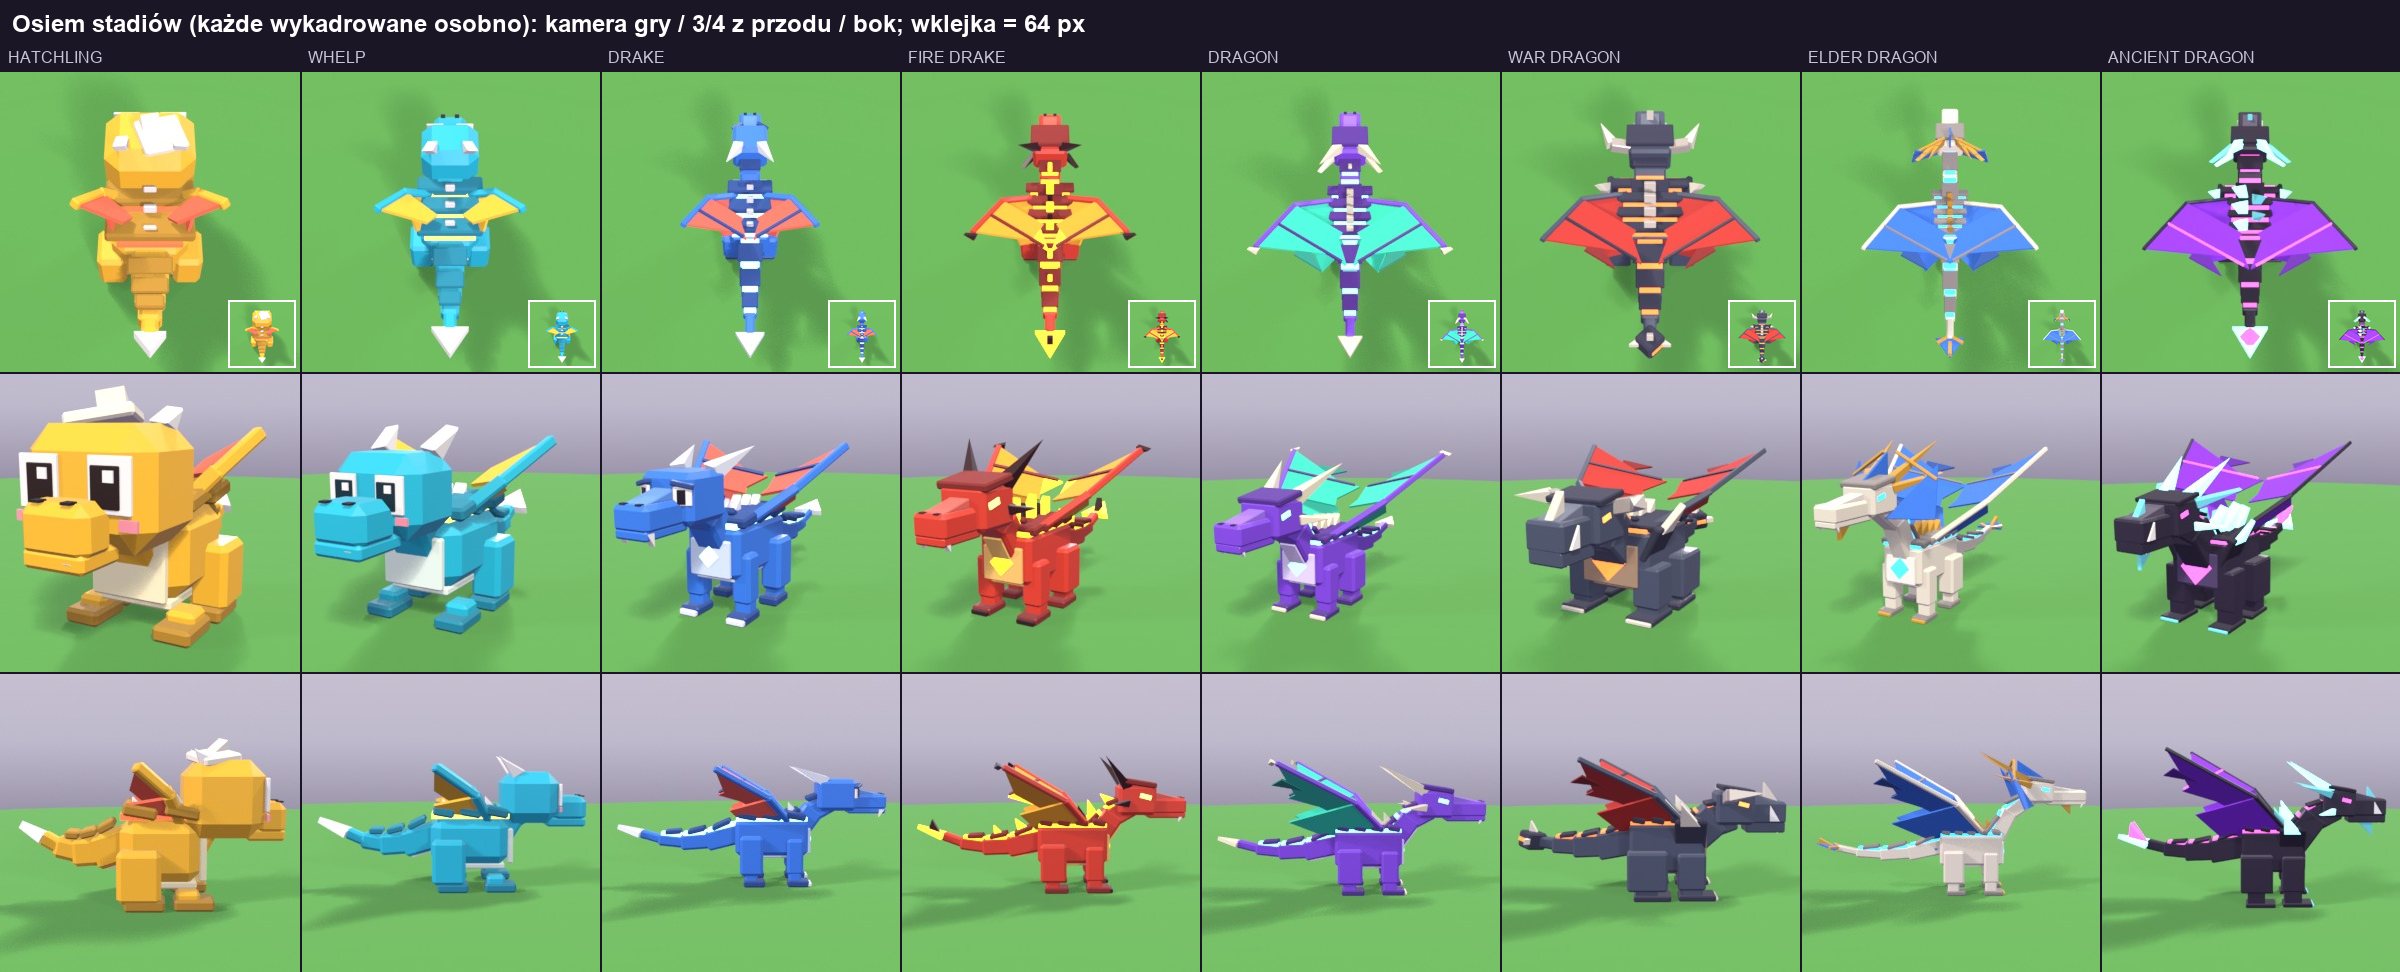 Osiem stadiów (każde wykadrowane osobno): kamera gry / 3/4 z przodu / bok; wklejka = 64 px
HATCHLING
WHELP
DRAKE
FIRE DRAKE
DRAGON
WAR DRAGON
ELDER DRAGON
ANCIENT DRAGON